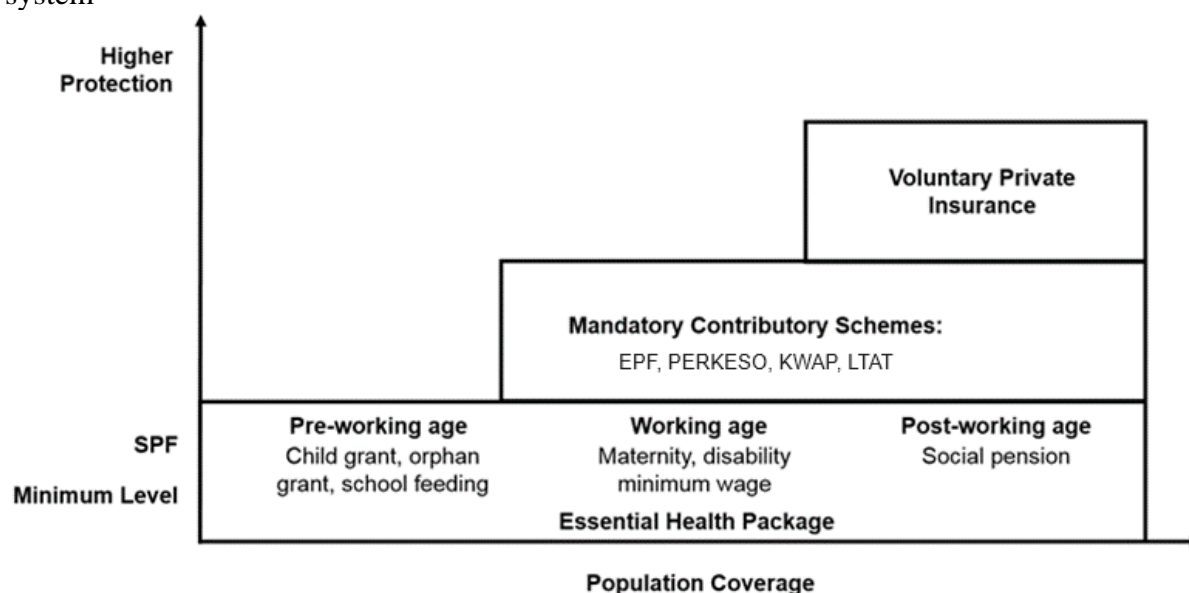 system
Higher
Protection
Voluntary Private
Insurance
Mandatory Contributory Schemes:
EPF, PERKESO, KWAP, LTAT
SPF
Minimum Level
Pre-working age
Child grant, orphan
grant, school feeding
Working age
Maternity, disability
minimum wage
Post-working age
Social pension
Essential Health Package
Population Coverage